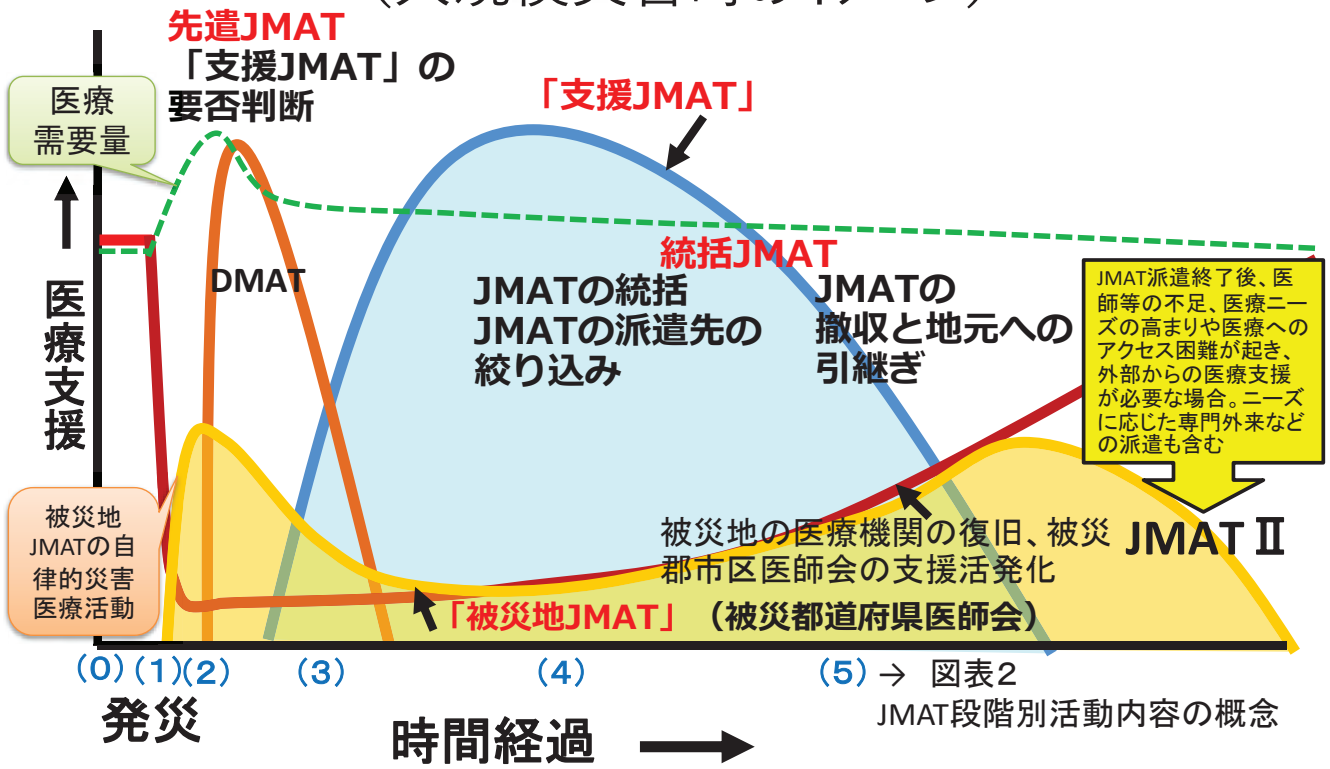 (大規模災害時のイメージ)
先遣JMAT
「支援JMAT」の
要否判断
医療
需要量
「支援JMAT」
医療支援
DMAT
統括JMAT
JMATの統括
JMATの派遣先の
絞り込み
JMATの
撤収と地元への
引継ぎ
JMAT派遣終了後、医
師等の不足、医療ニー
ズの高まりや医療への
アクセス困難が起き、
外部からの医療支援
が必要な場合。ニーズ
に応じた専門外来など
の派遣も含む
JMATⅡ
被災地
JMATの自
律的災害
医療活動
被災地の医療機関の復旧、被災
郡市区医師会の支援活発化
「被災地JMAT」(被災都道府県医師会)
(0)(1)(2) (3) (4) (5)→ 図表2
JMAT段階別活動内容の概念
発災
時間経過